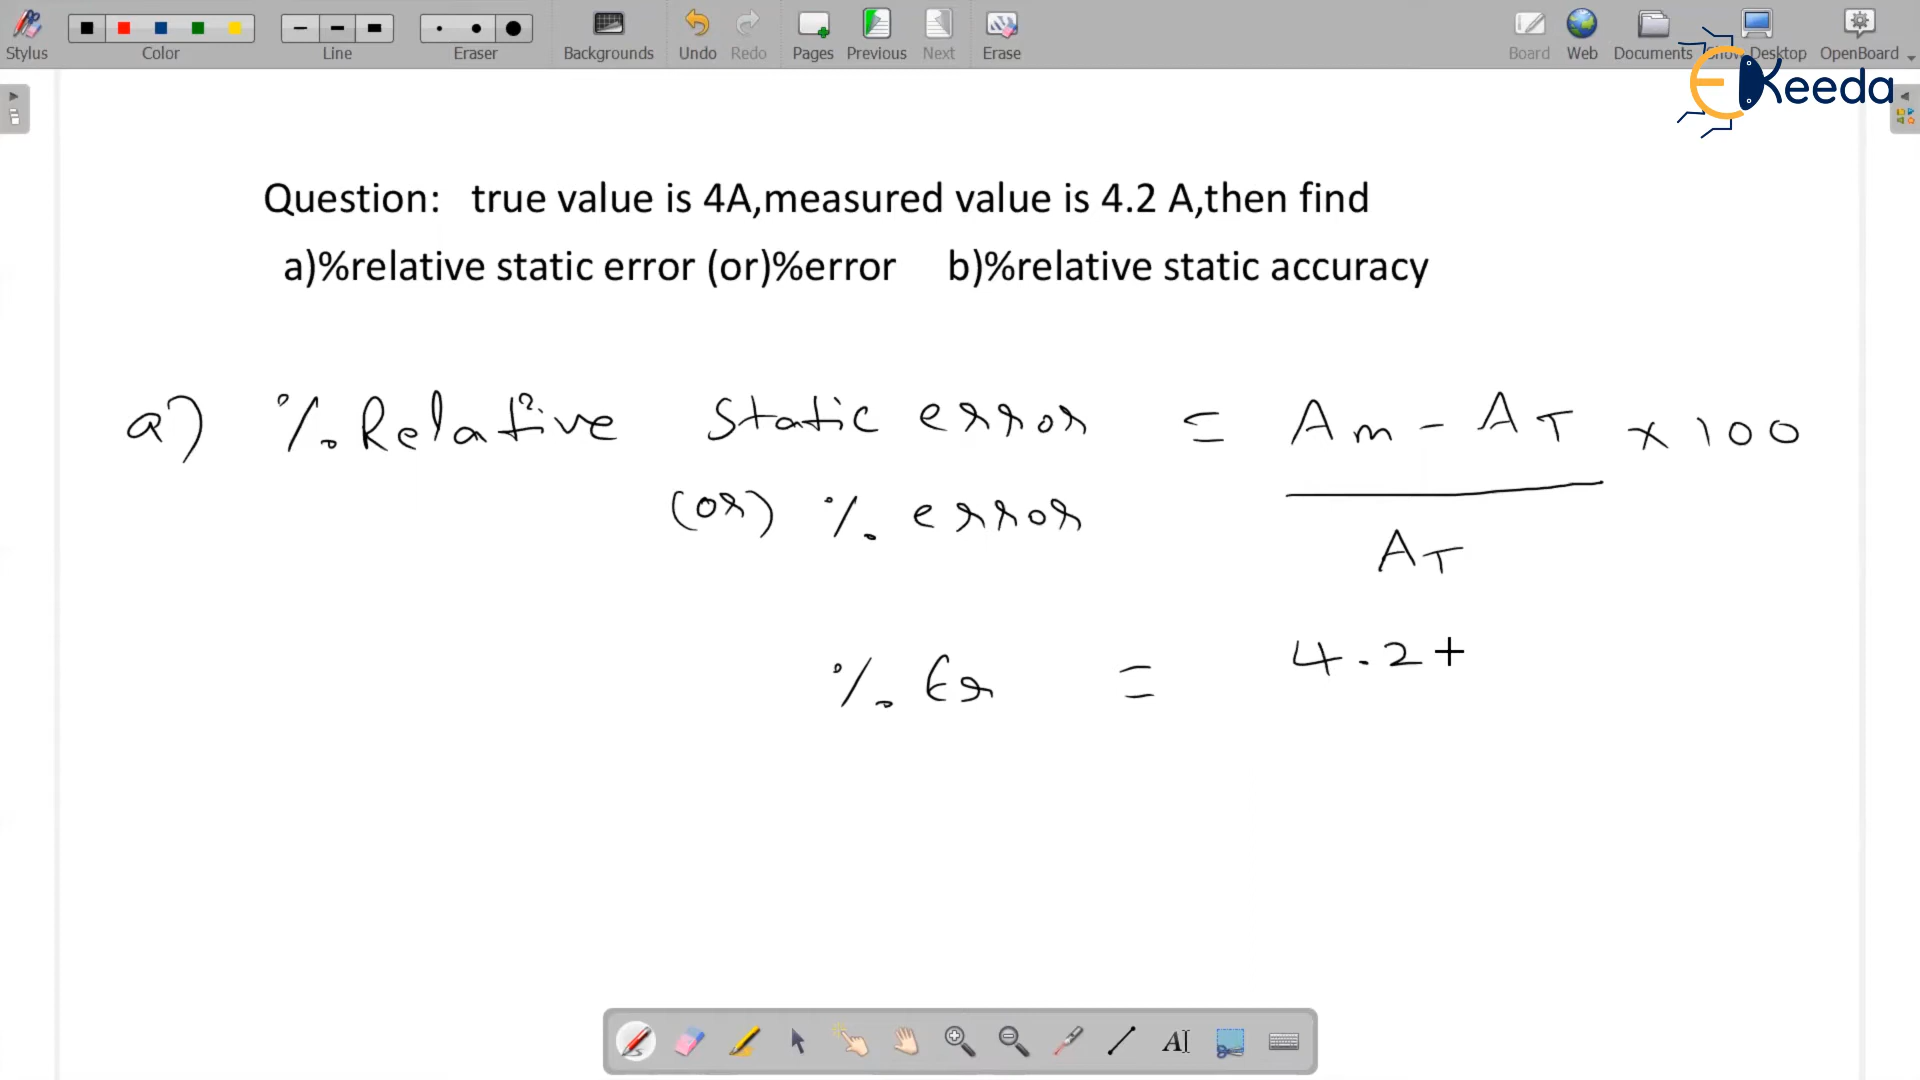 Stylus Color Line Eraser Backgrounds Undo Redo Pages Previous Next Erase Board Web Documents Show Desktop OpenBoard
EKeeda
Question: true value is 4A,measured value is 4.2 A,then find
a)%relative static error (or)%error b)%relative static accuracy
a) % Relative static error = Am - AT × 100
(or) % error
AT
% Er = 4.2
AI